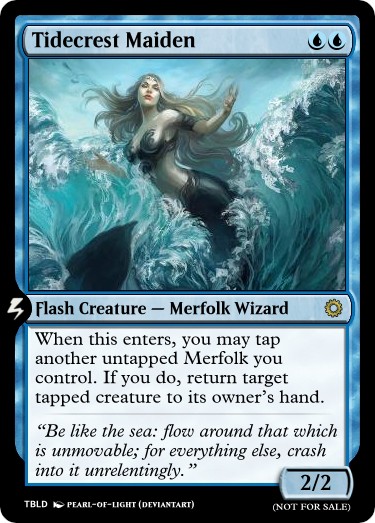 Tidecrest Maiden
Flash Creature — Merfolk Wizard
When this enters, you may tap
another untapped Merfolk you
control. If you do, return target
tapped creature to its owner's hand.
“Be like the sea: flow around that which
is unmovable; for everything else, crash
into it unrelentingly.”
2/2
TBLD PEARL-OF-LIGHT (DEVIANTART)
(NOT FOR SALE)